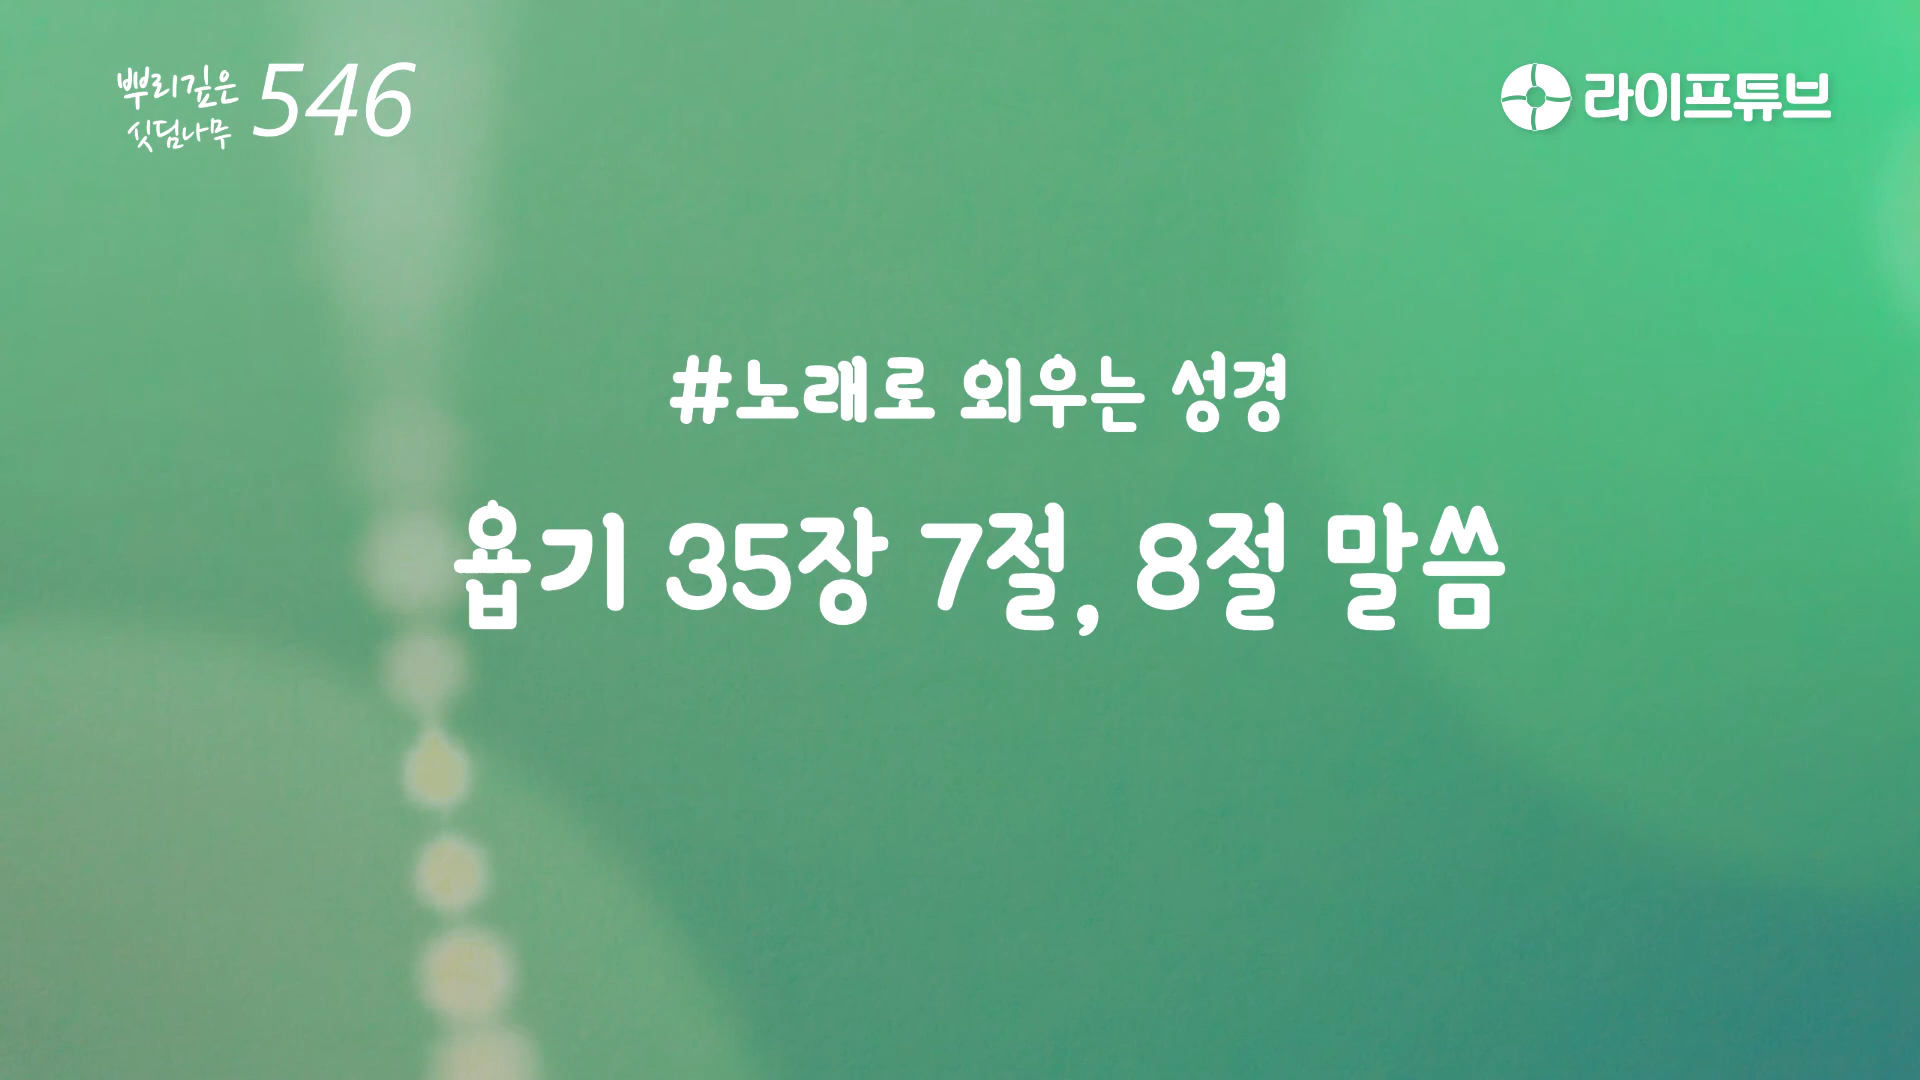 뿌리깊은
싯딤나무
546
라이프튜브
#노래로 외우는 성경
욥기 35장 7절, 8절 말씀